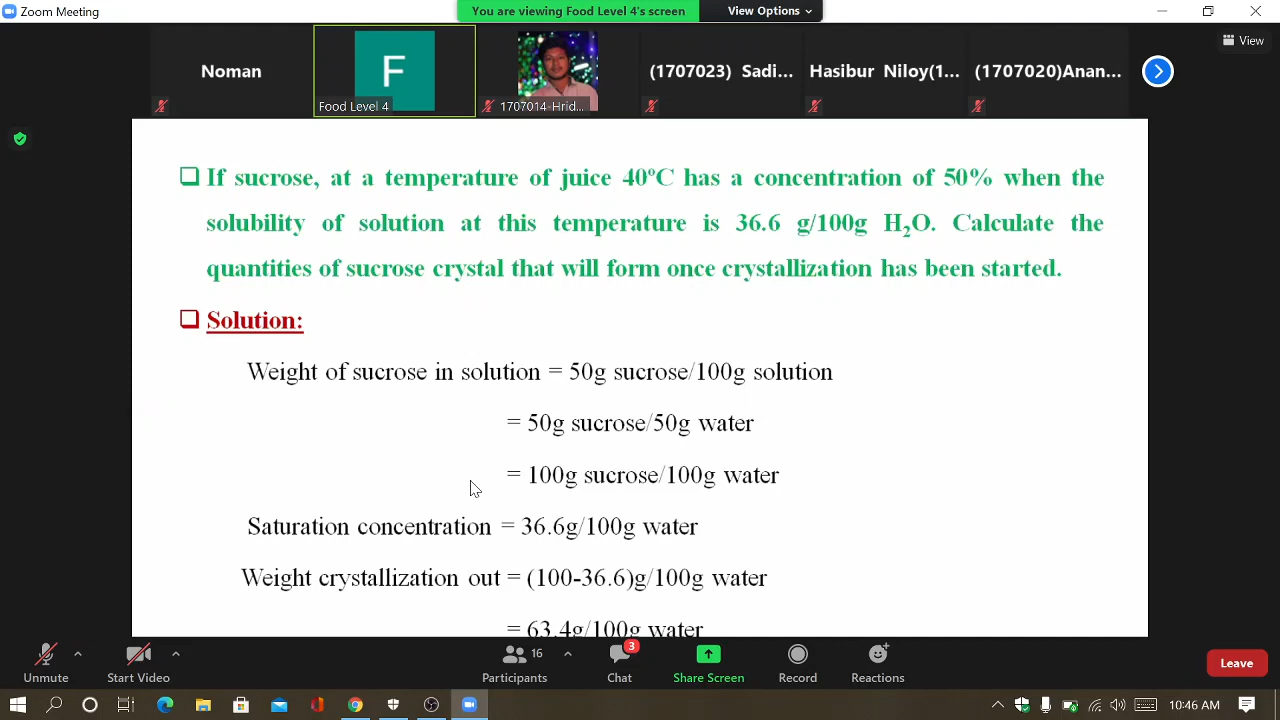 Zoom Meeting
You are viewing Food Level 4's screen
View Options
View
Noman
F
Food Level 4
1707014-Hrid...
(1707023) Sadi...
Hasibur Niloy(1...
(1707020)Anan...
If sucrose, at a temperature of juice 40ºC has a concentration of 50% when the
solubility of solution at this temperature is 36.6 g/100g H₂O. Calculate the
quantities of sucrose crystal that will form once crystallization has been started.
Solution:
Weight of sucrose in solution = 50g sucrose/100g solution
= 50g sucrose/50g water
= 100g sucrose/100g water
Saturation concentration = 36.6g/100g water
Weight crystallization out = (100-36.6)g/100g water
= 63.4g/100g water
Unmute
Start Video
16
Participants
3
Chat
Share Screen
Record
Reactions
Leave
10:46 AM